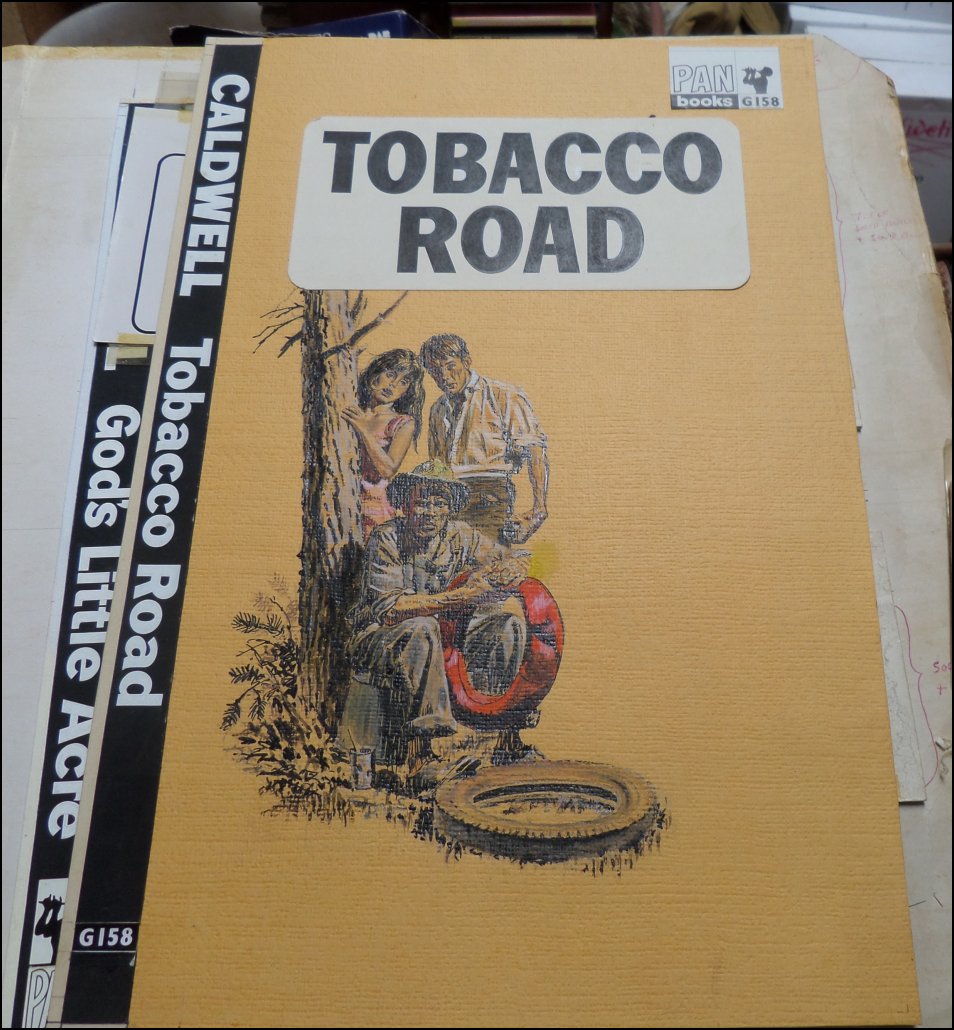 PAN
books G158
TOBACCO
ROAD
CALDWELL Tobacco Road
G158
God's Little Acre